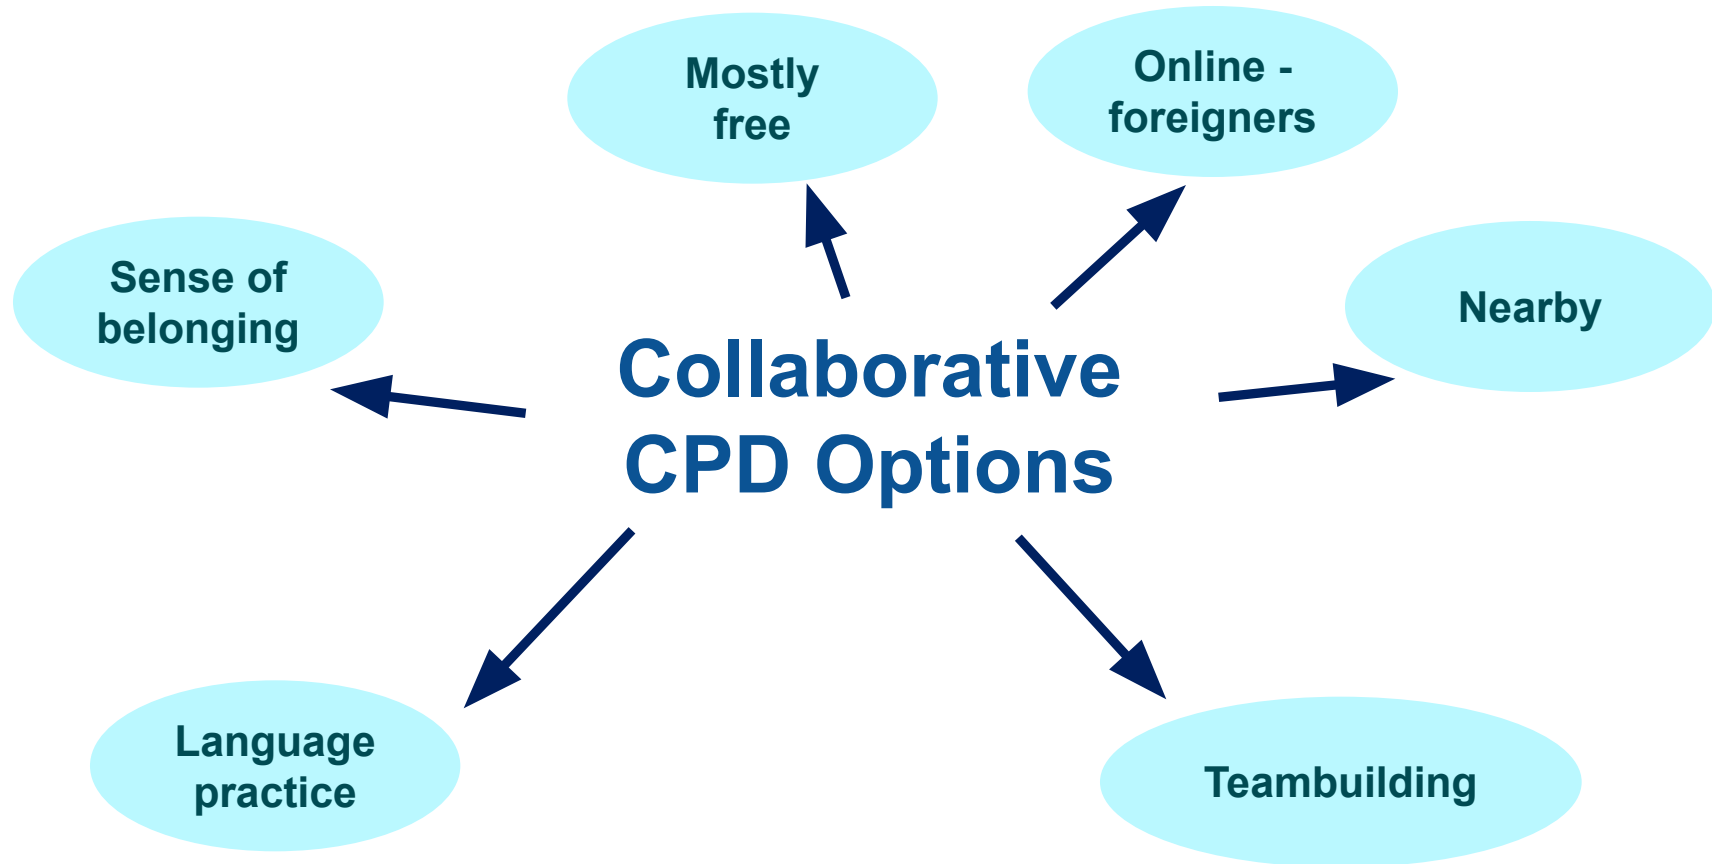 Mostly
free
Online -
foreigners
Sense of
belonging
Nearby
Collaborative
CPD Options
Language
practice
Teambuilding